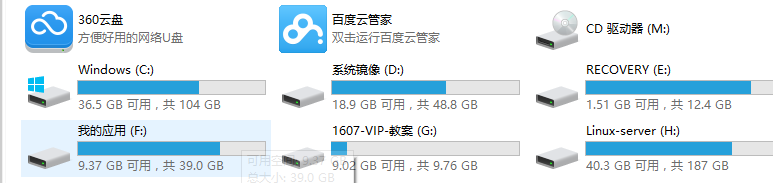 360云盘
方便好用的网络U盘
百度云管家
双击运行百度云管家
CD 驱动器 (M:)
Windows (C:)
36.5 GB 可用，共 104 GB
系统镜像 (D:)
18.9 GB 可用，共 48.8 GB
RECOVERY (E:)
1.51 GB 可用，共 12.4 GB
我的应用 (F:)
9.37 GB 可用，共 39.0 GB
1607-VIP-教案 (G:)
9.02 GB 可用，共 9.76 GB
Linux-server (H:)
40.3 GB 可用，共 187 GB
可用空间
总大小: 39.0 GB